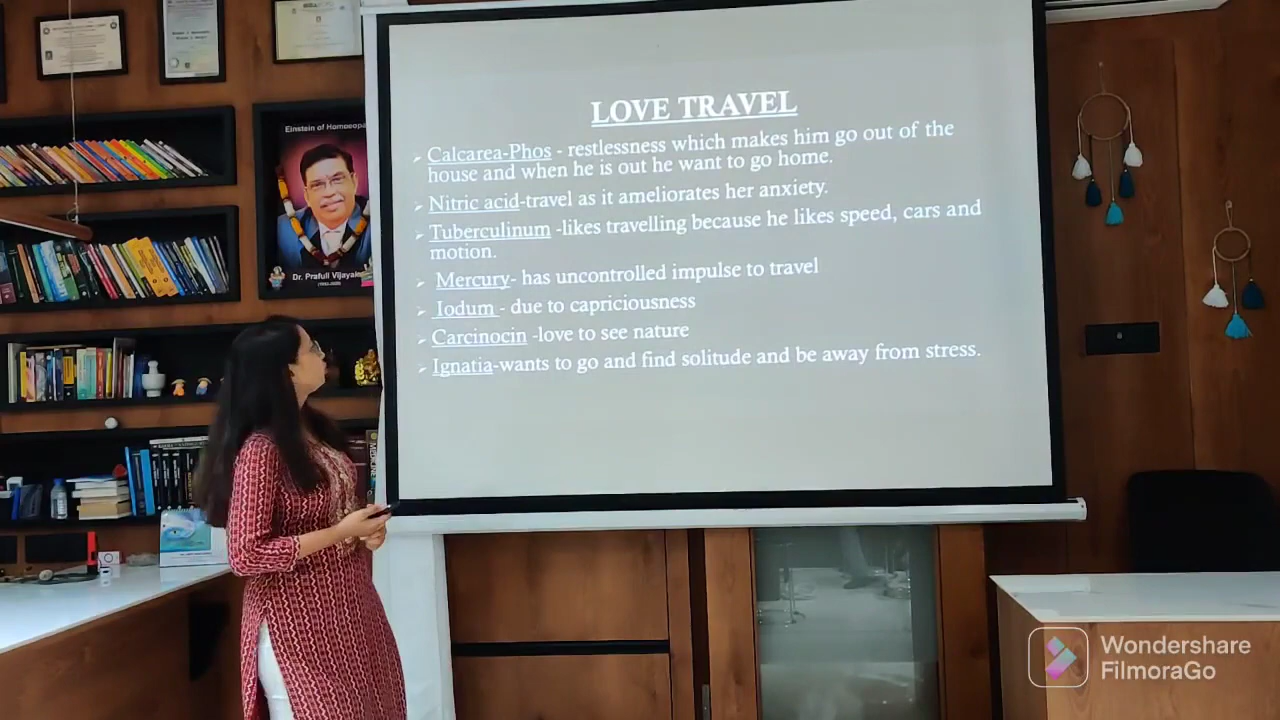 Einstain of Homoeopa
Dr. Prafull Vijayak
LOVE TRAVEL
Calcarea-Phos - restlessness which makes him go out of the
house and when he is out he want to go home.
Nitric acid-travel as it ameliorates her anxiety.
Tuberculinum -likes travelling because he likes speed, cars and
motion.
Mercury- has uncontrolled impulse to travel
Iodum - due to capriciousness
Carcinocin -love to see nature
Ignatia-wants to go and find solitude and be away from stress.
Wondershare
FilmoraGo